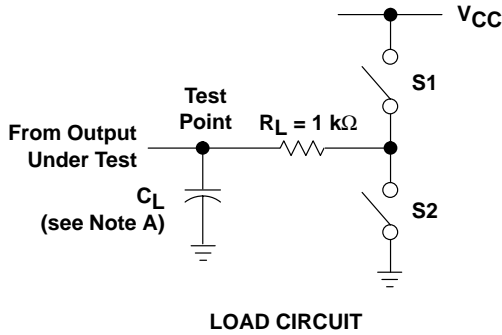 VCC
S1
Test
Point
RL = 1 kΩ
From Output
Under Test
CL
(see Note A)
S2
LOAD CIRCUIT